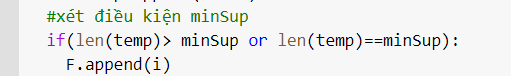 #xét điều kiện minSup
if(len(temp)> minSup or len(temp)==minSup):
F.append(i)